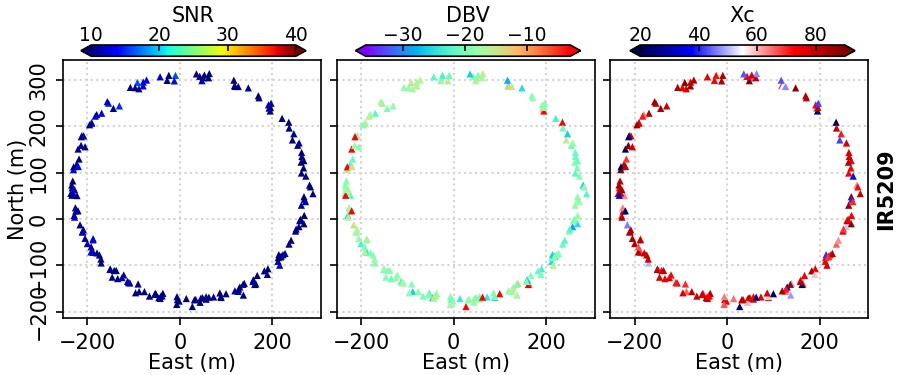 SNR DBV Xc
10 20 30 40 −30 −20 −10 20 40 60 80
300
200
100
0
−100
−200
North (m)
IR5209
−200 0 200 −200 0 200 −200 0 200
East (m) East (m) East (m)